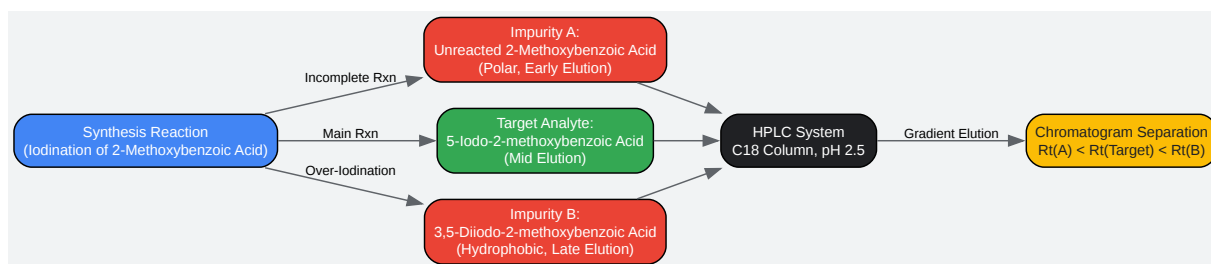 Synthesis Reaction
(Iodination of 2-Methoxybenzoic Acid)
Incomplete Rxn
Main Rxn
Over-Iodination
Impurity A:
Unreacted 2-Methoxybenzoic Acid
(Polar, Early Elution)
Target Analyte:
5-Iodo-2-methoxybenzoic Acid
(Mid Elution)
Impurity B:
3,5-Diiodo-2-methoxybenzoic Acid
(Hydrophobic, Late Elution)
HPLC System
C18 Column, pH 2.5
Gradient Elution
Chromatogram Separation
Rt(A) < Rt(Target) < Rt(B)